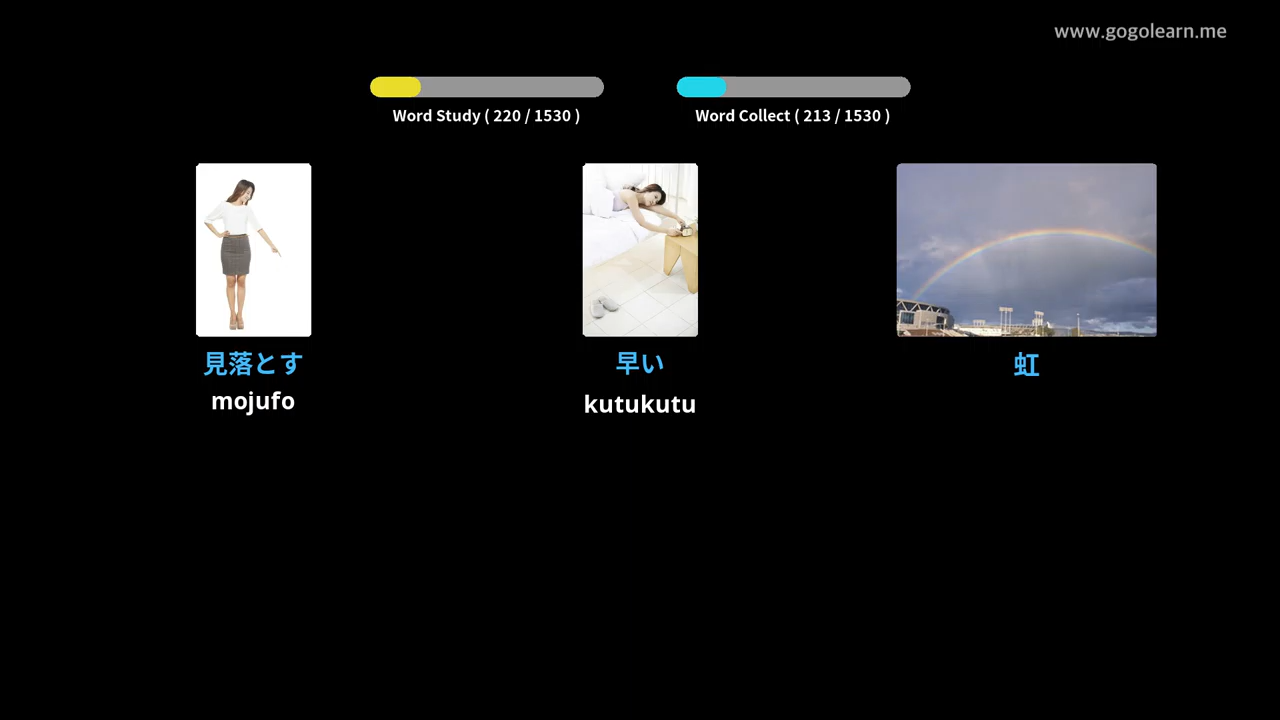 www.gogolearn.me
Word Study ( 220 / 1530 )
Word Collect ( 213 / 1530 )
見落とす
早い
虹
mojufo
kutukutu